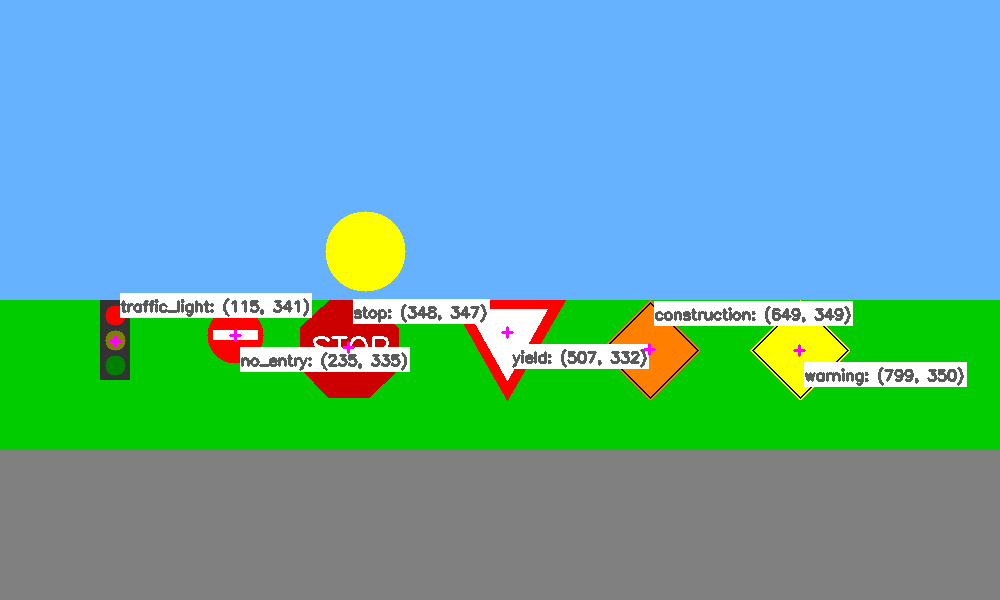 traffic_light: (115, 341)
no_entry: (235, 335)
STOP
stop: (348, 347)
yield: (507, 332)
construction: (649, 349)
warning: (799, 350)